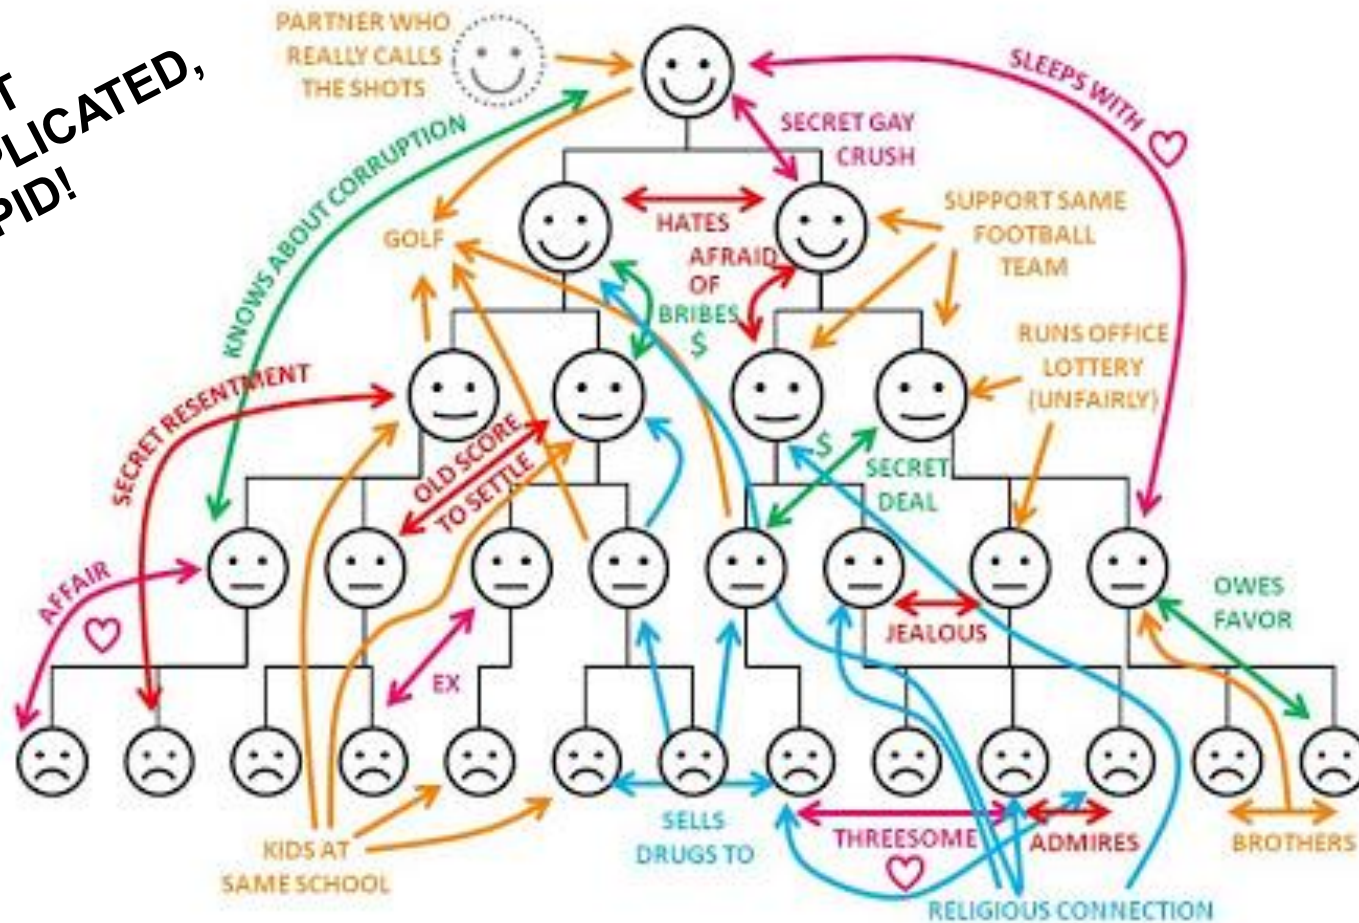 PARTNER WHO
REALLY CALLS
THE SHOTS
SLEEPS WITH
SECRET GAY
CRUSH
KNOWS ABOUT CORRUPTION
SUPPORT SAME
FOOTBALL
TEAM
HATES
GOLF
AFRAID
OF
BRIBES
$
RUNS OFFICE
LOTTERY
(UNFAIRLY)
SECRET RESENTMENT
OLD SCORE
TO SETTLE
$
SECRET
DEAL
AFFAIR
OWES
FAVOR
JEALOUS
EX
SELLS
DRUGS TO
THREESOME
ADMIRES
BROTHERS
KIDS AT
SAME SCHOOL
RELIGIOUS CONNECTION